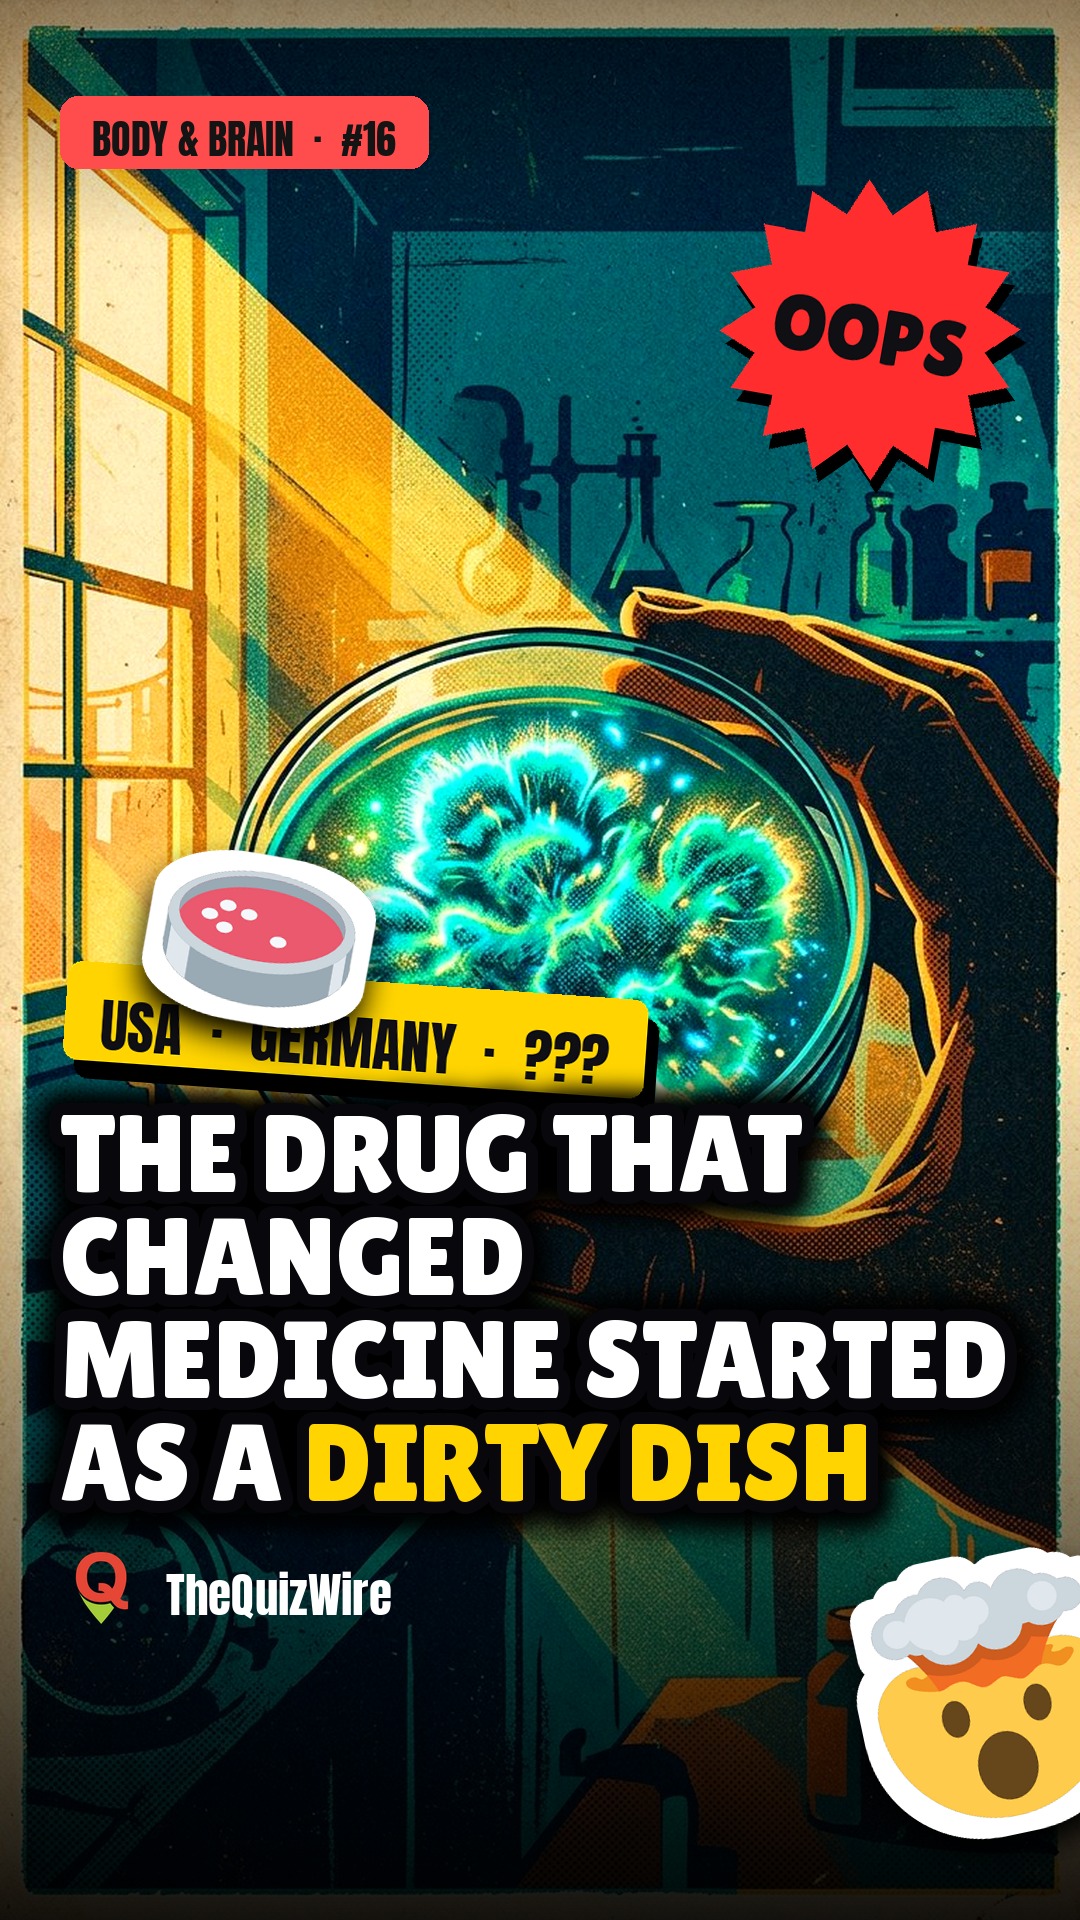 BODY & BRAIN · #16
OOPS
USA · GERMANY · ???
THE DRUG THAT
CHANGED
MEDICINE STARTED
AS A DIRTY DISH
Q TheQuizWire